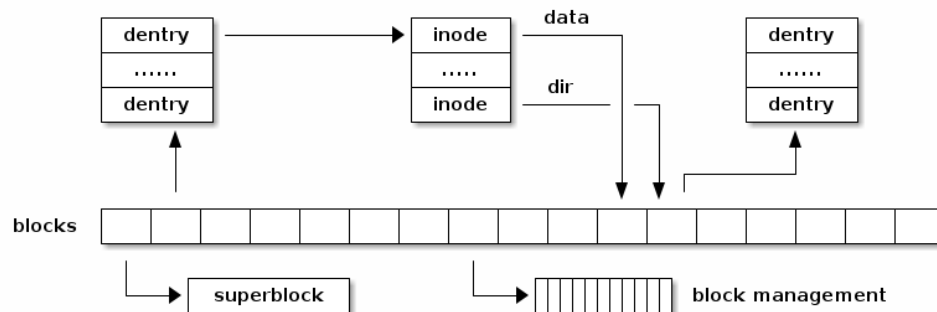 dentry
......
dentry
inode
.....
inode
data
dir
dentry
......
dentry
blocks
superblock
block management